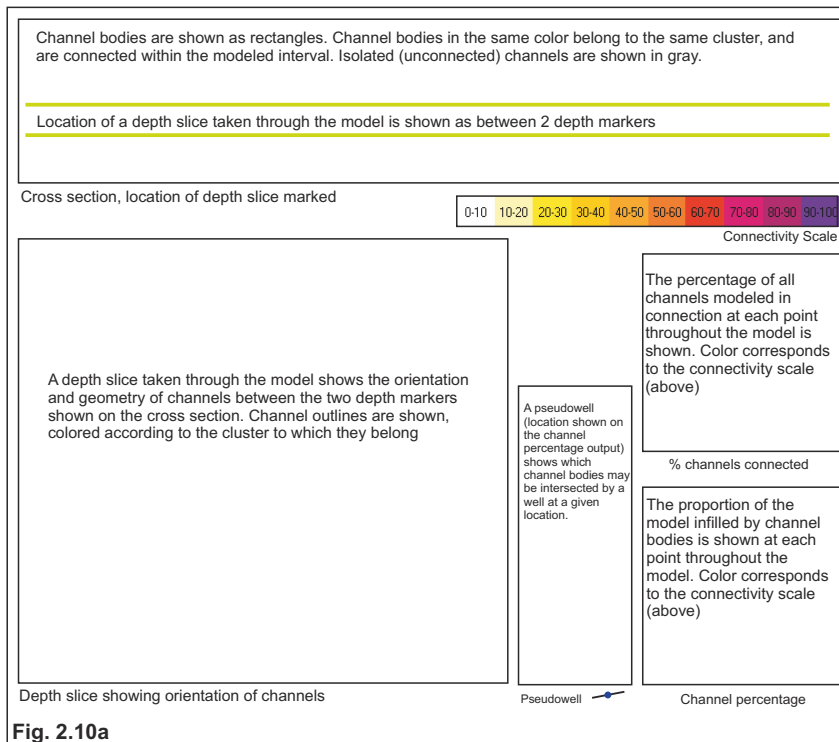 Channel bodies are shown as rectangles. Channel bodies in the same color belong to the same cluster, and
are connected within the modeled interval. Isolated (unconnected) channels are shown in gray.
Location of a depth slice taken through the model is shown as between 2 depth markers
Cross section, location of depth slice marked
0-10 10-20 20-30 30-40 40-50 50-60 60-70 70-80 80-90 90-100
Connectivity Scale
A depth slice taken through the model shows the orientation
and geometry of channels between the two depth markers
shown on the cross section. Channel outlines are shown,
colored according to the cluster to which they belong
Depth slice showing orientation of channels
A pseudowell
(location shown on
the channel
percentage output)
shows which
channel bodies may
be intersected by a
well at a given
location.
Pseudowell
The percentage of all
channels modeled in
connection at each point
throughout the model is
shown. Color corresponds
to the connectivity scale
(above)
% channels connected
The proportion of the
model infilled by channel
bodies is shown at each
point throughout the
model. Color corresponds
to the connectivity scale
(above)
Channel percentage
Fig. 2.10a